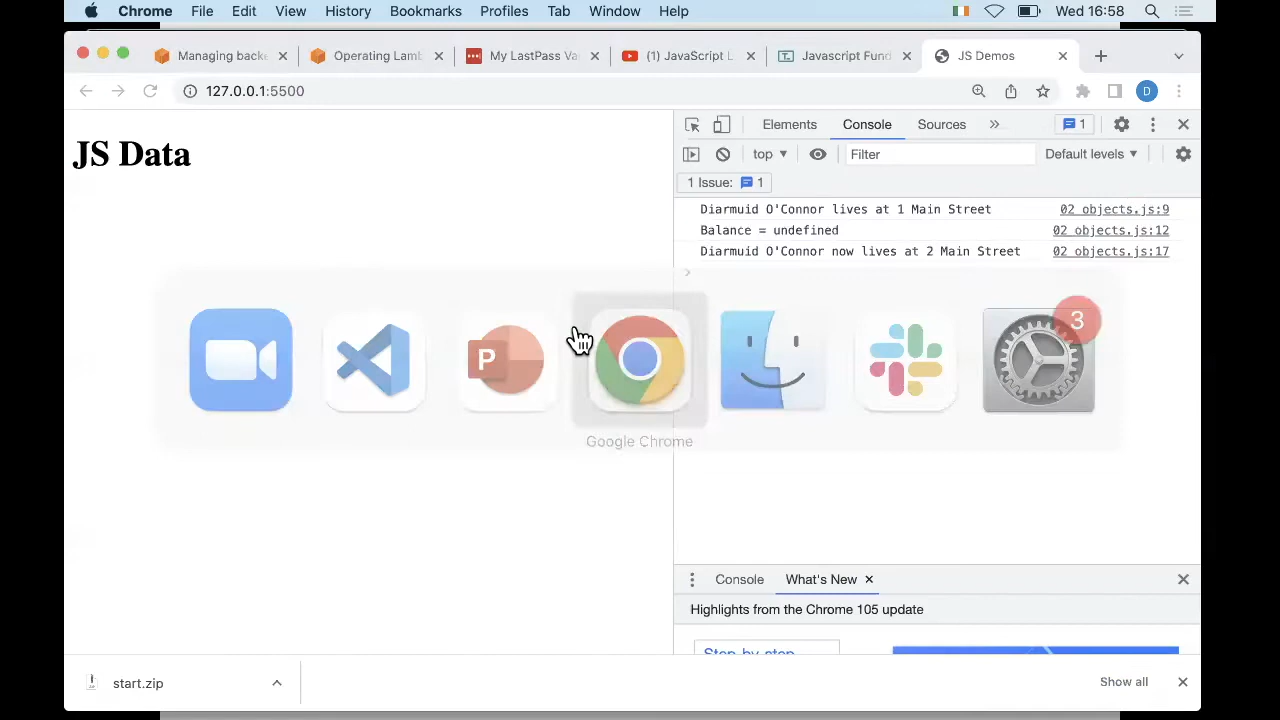 Chrome File Edit View History Bookmarks Profiles Tab Window Help Wed 16:58
Managing backe Operating Lamb My LastPass Va (1) JavaScript L Javascript Fund JS Demos
127.0.0.1:5500 D
JS Data
Elements Console Sources 1
top Filter Default levels
1 Issue: 1
Diarmuid O'Connor lives at 1 Main Street 02 objects.js:9
Balance = undefined 02 objects.js:12
Diarmuid O'Connor now lives at 2 Main Street 02 objects.js:17
P 3
Google Chrome
Console What's New
Highlights from the Chrome 105 update
Step-by-step
start.zip Show all